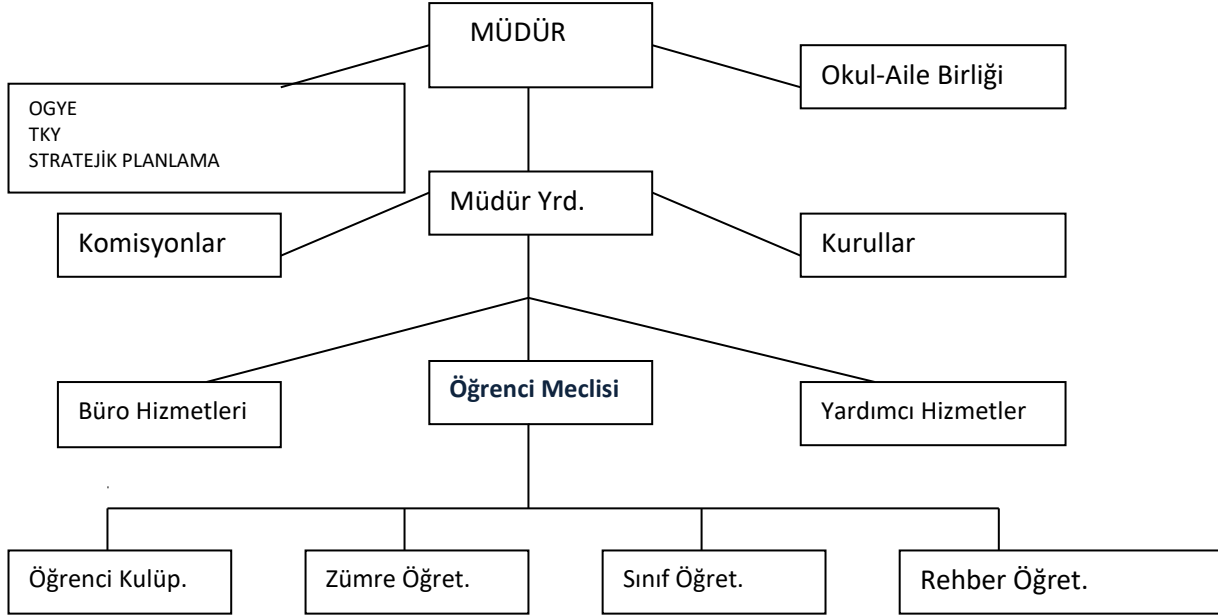 MÜDÜR
Okul-Aile Birliği
OGYE
TKY
STRATEJİK PLANLAMA
Müdür Yrd.
Komisyonlar
Kurullar
Büro Hizmetleri
Öğrenci Meclisi
Yardımcı Hizmetler
Öğrenci Kulüp.
Zümre Öğret.
Sınıf Öğret.
Rehber Öğret.